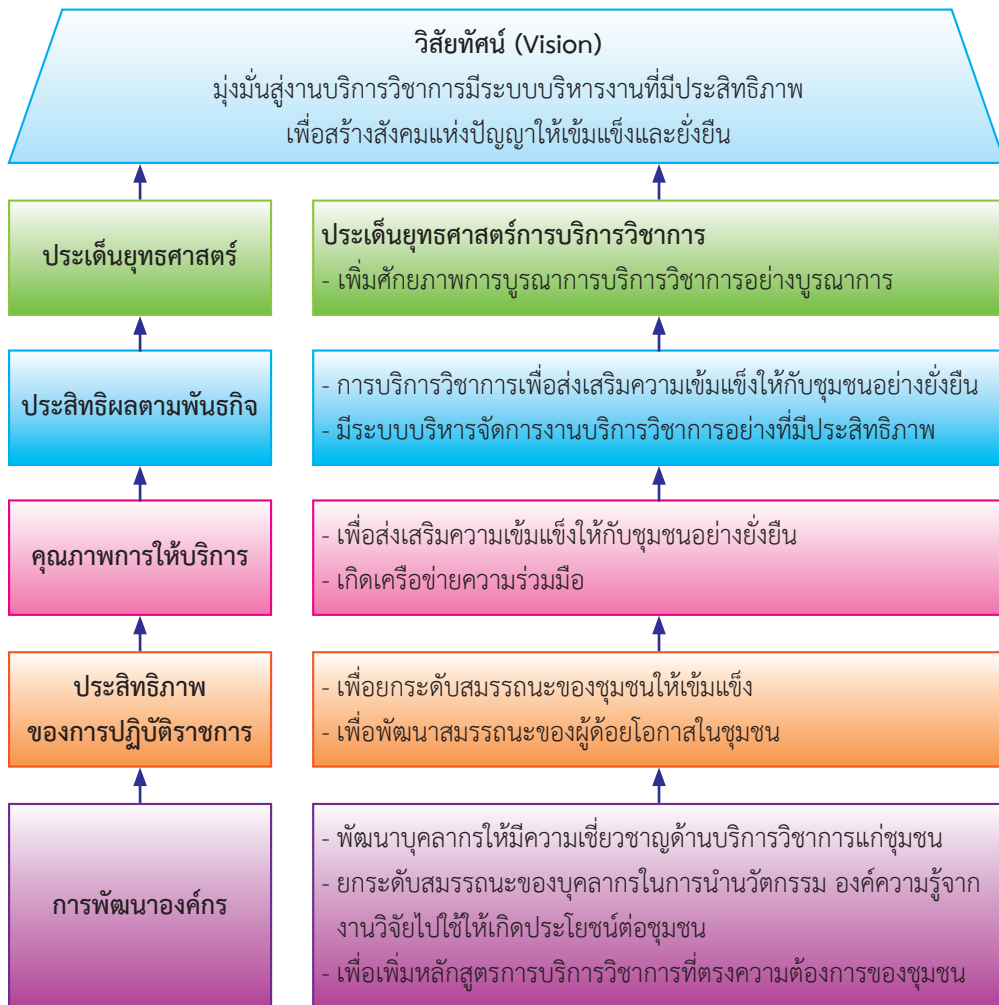 วิสัยทัศน์ (Vision)
มุ่งมั่นสู่งานบริการวิชาการมีระบบบริหารงานที่มีประสิทธิภาพ
เพื่อสร้างสังคมแห่งปัญญาให้เข้มแข็งและยั่งยืน
ประเด็นยุทธศาสตร์
ประเด็นยุทธศาสตร์การบริการวิชาการ
- เพิ่มศักยภาพการบูรณาการบริการวิชาการอย่างบูรณาการ
ประสิทธิผลตามพันธกิจ
- การบริการวิชาการเพื่อส่งเสริมความเข้มแข็งให้กับชุมชนอย่างยั่งยืน
- มีระบบบริหารจัดการงานบริการวิชาการอย่างที่มีประสิทธิภาพ
คุณภาพการให้บริการ
- เพื่อส่งเสริมความเข้มแข็งให้กับชุมชนอย่างยั่งยืน
- เกิดเครือข่ายความร่วมมือ
ประสิทธิภาพ
ของการปฏิบัติราชการ
- เพื่อยกระดับสมรรถนะของชุมชนให้เข้มแข็ง
- เพื่อพัฒนาสมรรถนะของผู้ด้อยโอกาสในชุมชน
การพัฒนาองค์กร
- พัฒนาบุคลากรให้มีความเชี่ยวชาญด้านบริการวิชาการแก่ชุมชน
- ยกระดับสมรรถนะของบุคลากรในการนำนวัตกรรม องค์ความรู้จาก
งานวิจัยไปใช้ให้เกิดประโยชน์ต่อชุมชน
- เพื่อเพิ่มหลักสูตรการบริการวิชาการที่ตรงความต้องการของชุมชน